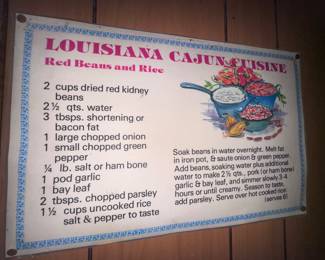 LOUISIANA CAJUN CUISINE
Red Beans and Rice
2 cups dried red kidney
beans
2½ qts. water
3 tbsps. shortening or
bacon fat
1 large chopped onion
1 small chopped green
pepper
¼ lb. salt or ham bone
1 pod garlic
1 bay leaf
2 tbsps. chopped parsley
1½ cups uncooked rice
salt & pepper to taste
Soak beans in water overnight. Melt fat
in iron pot, & saute onion & green pepper.
Add beans, soaking water plus additional
water to make 2½ qts., pork (or ham bone)
garlic & bay leaf, and simmer slowly 3-4
hours or until creamy. Season to taste,
add parsley. Serve over hot cooked rice.
(serves 6)